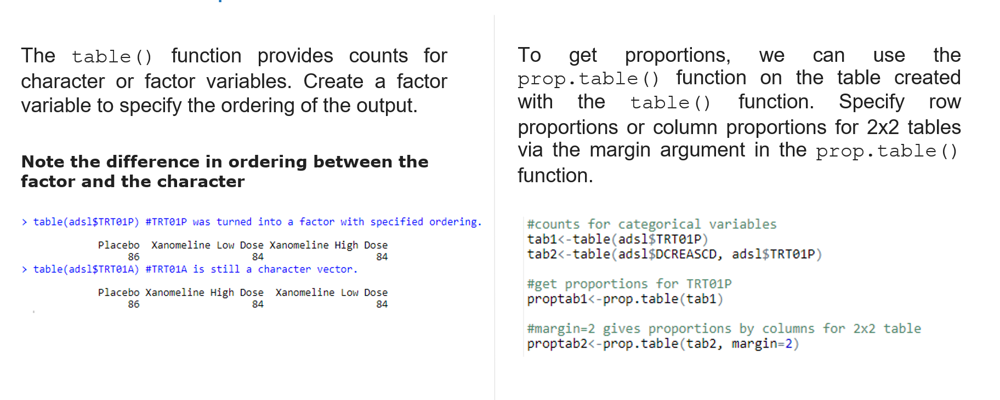 The table() function provides counts for
character or factor variables. Create a factor
variable to specify the ordering of the output.
Note the difference in ordering between the
factor and the character
> table(adsl$TRT01P) #TRT01P was turned into a factor with specified ordering.
Placebo Xanomeline Low Dose Xanomeline High Dose
86 84 84
> table(adsl$TRT01A) #TRT01A is still a character vector.
Placebo Xanomeline High Dose Xanomeline Low Dose
86 84 84
To get proportions, we can use the
prop.table() function on the table created
with the table() function. Specify row
proportions or column proportions for 2x2 tables
via the margin argument in the prop.table()
function.
#counts for categorical variables
tab1<-table(adsl$TRT01P)
tab2<-table(adsl$DCREASCD, adsl$TRT01P)
#get proportions for TRT01P
proptab1<-prop.table(tab1)
#margin=2 gives proportions by columns for 2x2 table
proptab2<-prop.table(tab2, margin=2)